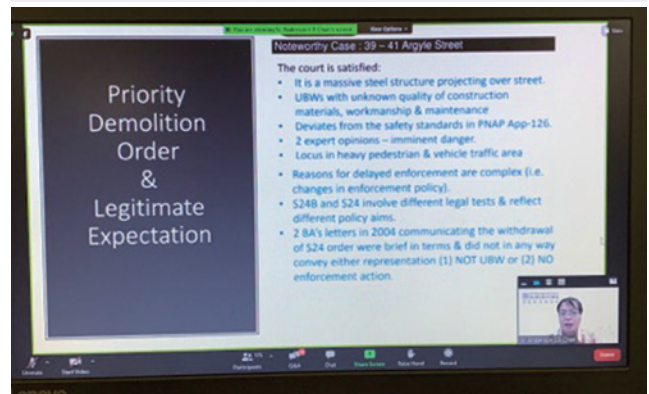 View Options
View
Noteworthy Case : 39 – 41 Argyle Street
Priority
Demolition
Order
&
Legitimate
Expectation
The court is satisfied:
• It is a massive steel structure projecting over street.
• UBWs with unknown quality of construction
materials, workmanship & maintenance
• Deviates from the safety standards in PNAP App-126.
• 2 expert opinions – imminent danger.
• Locus in heavy pedestrian & vehicle traffic area
• Reasons for delayed enforcement are complex (i.e.
changes in enforcement policy).
• S24B and S24 involve different legal tests & reflect
different policy aims.
• 2 BA's letters in 2004 communicating the withdrawal
of S24 order were brief in terms & did not in any way
convey either representation (1) NOT UBW or (2) NO
enforcement action.
Unmute
Start Video
Participants
Q&A
Chat
Share Screen
Raise Hand
Record